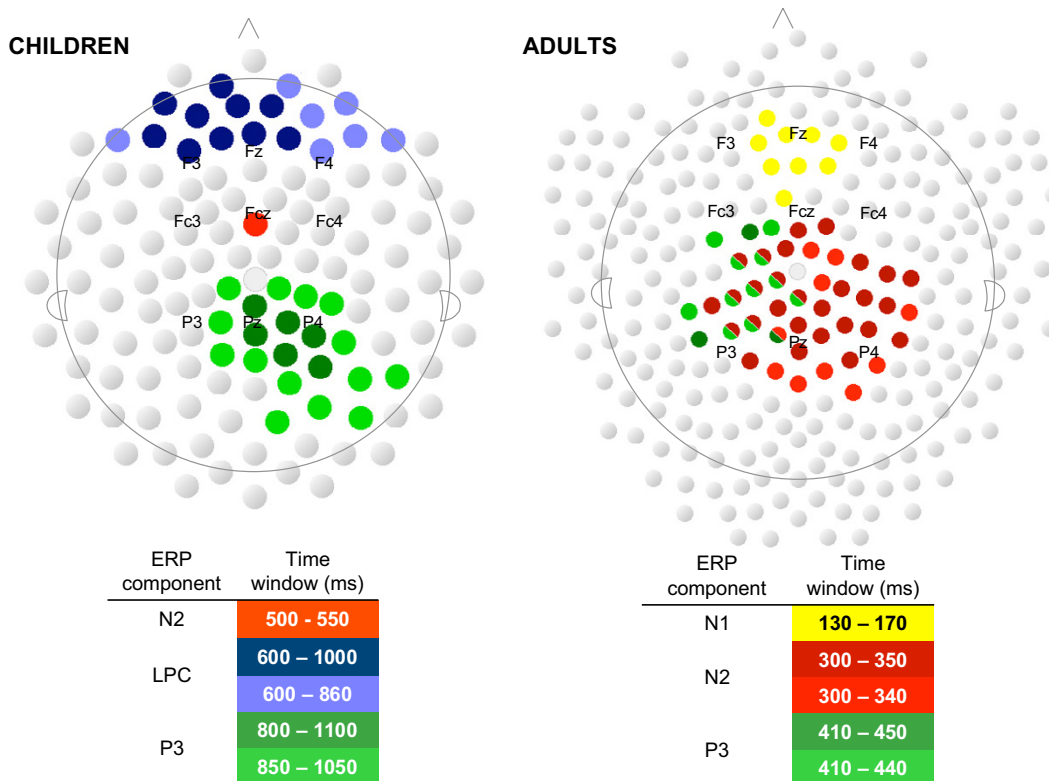 CHILDREN
Fz
F3
F4
Fcz
Fc3
Fc4
P3
Pz
P4
ERP component
Time window (ms)
N2
500 - 550
LPC
600 – 1000
600 – 860
P3
800 – 1100
850 – 1050
ADULTS
Fz
F3
F4
Fc3
Fcz
Fc4
Pz
P3
P4
ERP component
Time window (ms)
N1
130 – 170
N2
300 – 350
300 – 340
P3
410 – 450
410 – 440